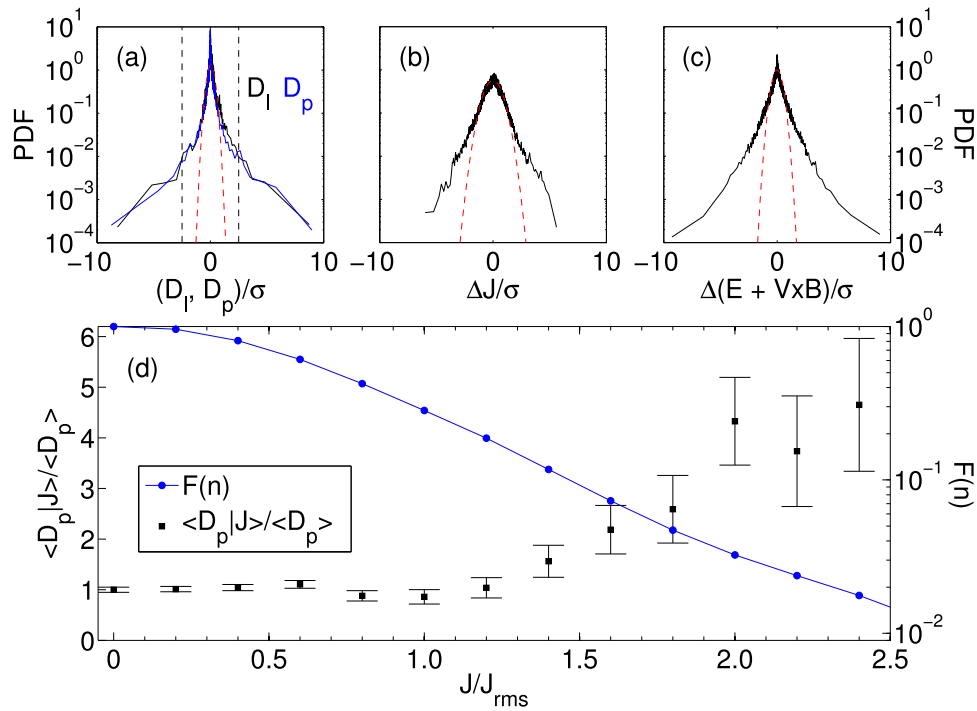 (a)
D_l D_p
PDF
10^1
10^0
10^-1
10^-2
10^-3
10^-4
−10 0 10
(D_l, D_p)/σ
(b)
−10 0 10
ΔJ/σ
(c)
−10 0 10
Δ(E + VxB)/σ
10^1
10^0
10^-1
10^-2
10^-3
10^-4
PDF
(d)
<D_p|J>/<D_p>
6
5
4
3
2
1
0
F(n)
<D_p|J>/<D_p>
10^0
10^-1
10^-2
F(n)
0 0.5 1.0 1.5 2.0 2.5
J/J_rms